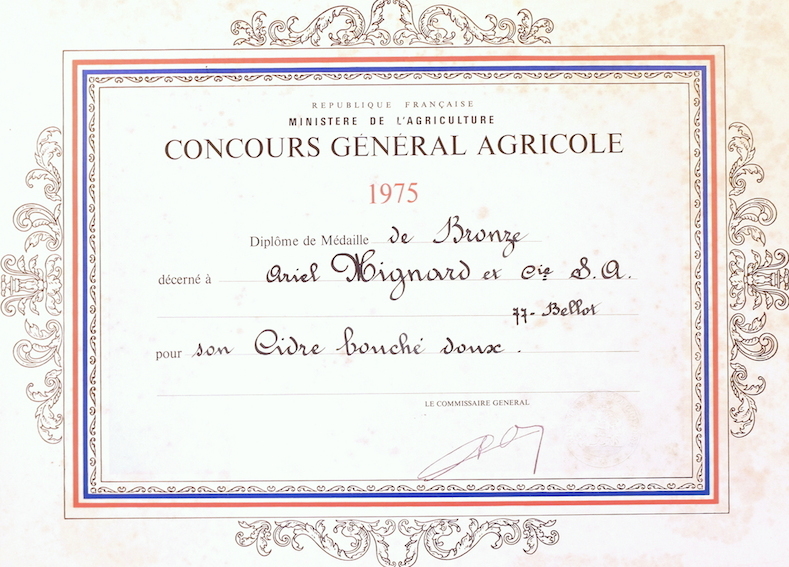 REPUBLIQUE FRANÇAISE
MINISTERE DE L'AGRICULTURE
CONCOURS GÉNÉRAL AGRICOLE
1975
Diplôme de Médaille de Bronze
décerné à Ariel Mignard et Cie S.A.
77 - Bellot
pour son Cidre bouché doux.
LE COMMISSAIRE GENERAL